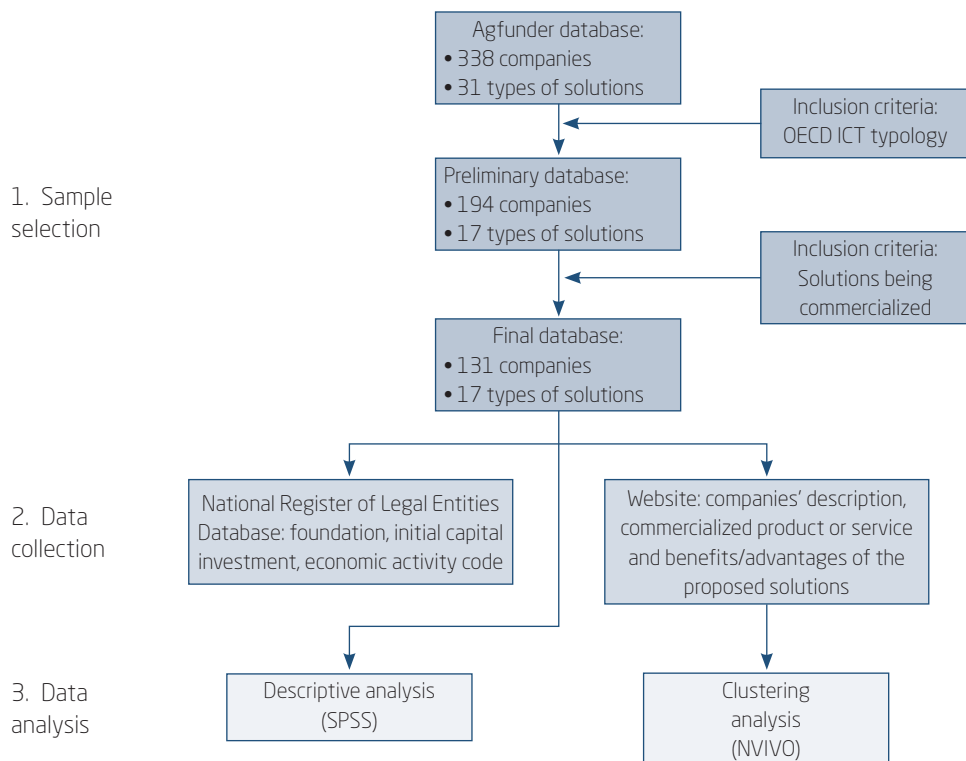 Agfunder database:
• 338 companies
• 31 types of solutions
Inclusion criteria:
OECD ICT typology
1. Sample
selection
Preliminary database:
• 194 companies
• 17 types of solutions
Inclusion criteria:
Solutions being
commercialized
Final database:
• 131 companies
• 17 types of solutions
2. Data
collection
National Register of Legal Entities
Database: foundation, initial capital
investment, economic activity code
Website: companies' description,
commercialized product or service
and benefits/advantages of the
proposed solutions
3. Data
analysis
Descriptive analysis
(SPSS)
Clustering
analysis
(NVIVO)